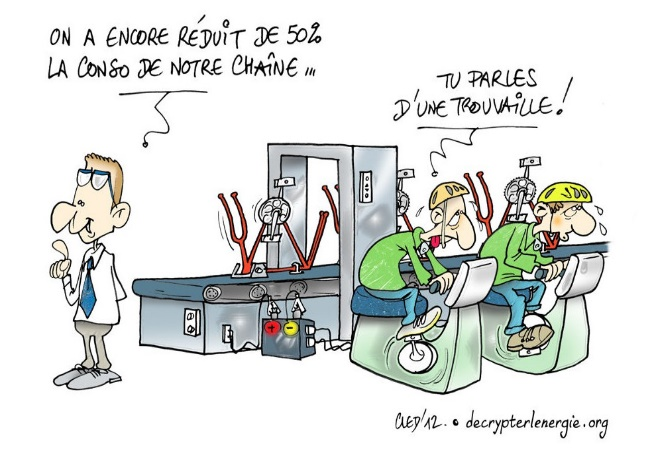 ON A ENCORE RÉDUIT DE 50%
LA CONSO DE NOTRE CHAÎNE...
TU PARLES
D'UNE TROUVAILLE!
+ −
CLED'12. • decrypterlenergie.org